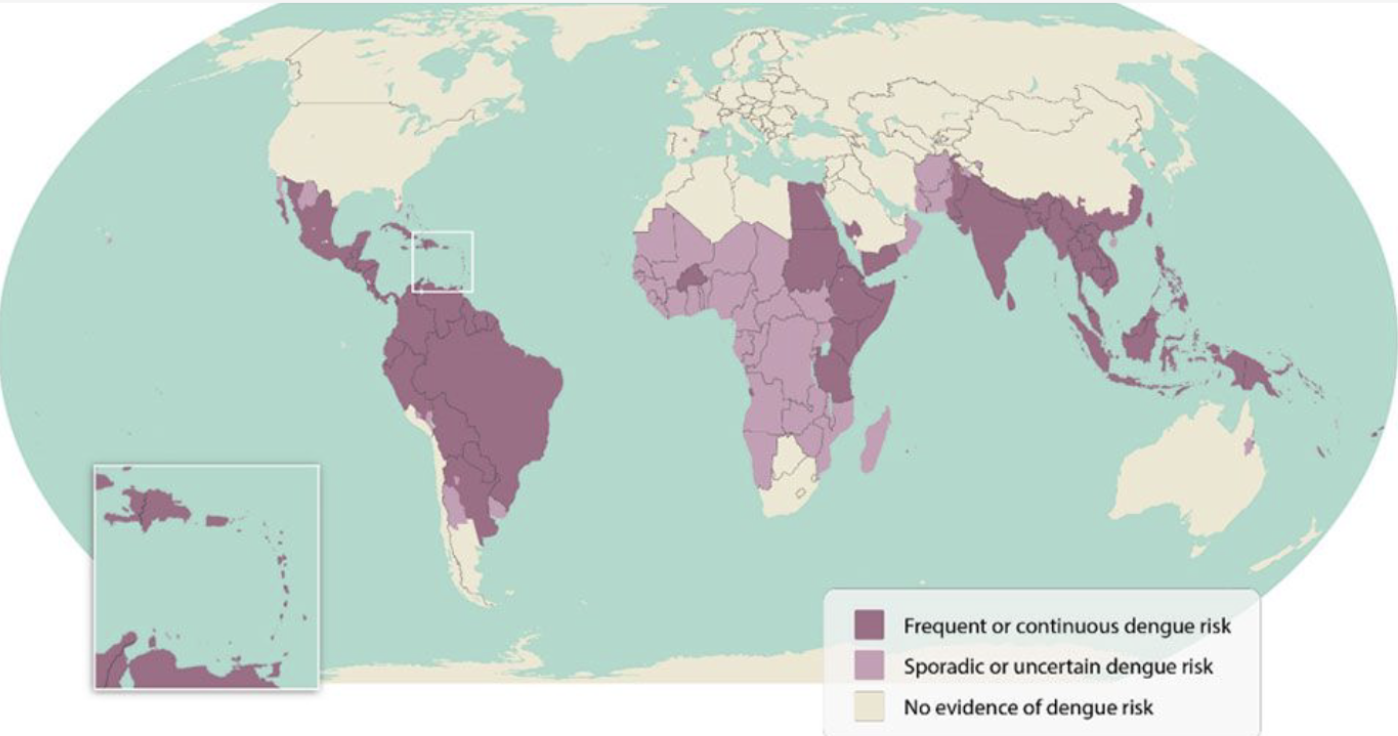 Frequent or continuous dengue risk
Sporadic or uncertain dengue risk
No evidence of dengue risk